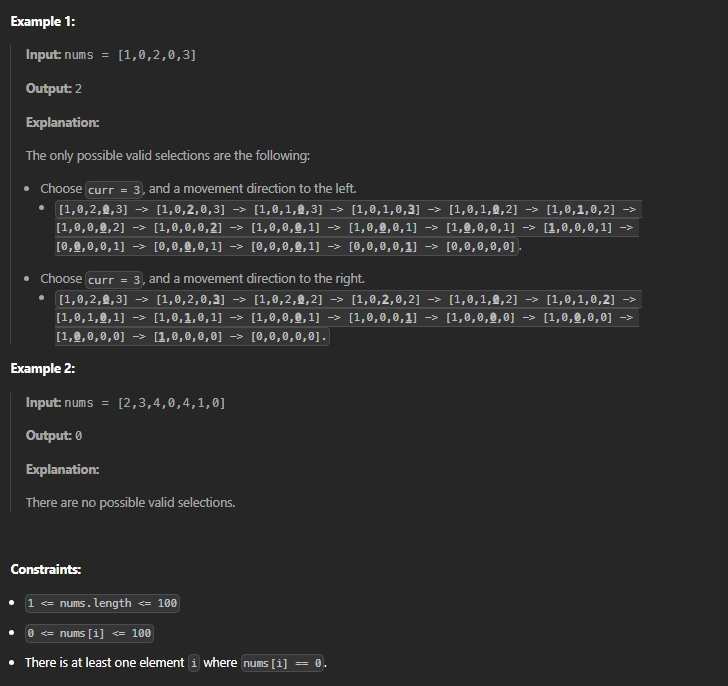 Example 1:
Input: nums = [1,0,2,0,3]
Output: 2
Explanation:
The only possible valid selections are the following:
• Choose curr = 3, and a movement direction to the left.
• [1,0,2,0,3] -> [1,0,2,0,3] -> [1,0,1,0,3] -> [1,0,1,0,3] -> [1,0,1,0,2] -> [1,0,1,0,2] ->
[1,0,0,0,2] -> [1,0,0,0,2] -> [1,0,0,0,1] -> [1,0,0,0,1] -> [1,0,0,0,1] -> [1,0,0,0,1] ->
[0,0,0,0,1] -> [0,0,0,0,1] -> [0,0,0,0,1] -> [0,0,0,0,1] -> [0,0,0,0,0].
• Choose curr = 3, and a movement direction to the right.
• [1,0,2,0,3] -> [1,0,2,0,3] -> [1,0,2,0,2] -> [1,0,2,0,2] -> [1,0,1,0,2] -> [1,0,1,0,2] ->
[1,0,1,0,1] -> [1,0,1,0,1] -> [1,0,0,0,1] -> [1,0,0,0,1] -> [1,0,0,0,0] -> [1,0,0,0,0] ->
[1,0,0,0,0] -> [1,0,0,0,0] -> [0,0,0,0,0].
Example 2:
Input: nums = [2,3,4,0,4,1,0]
Output: 0
Explanation:
There are no possible valid selections.
Constraints:
• 1 <= nums.length <= 100
• 0 <= nums[i] <= 100
• There is at least one element i where nums[i] == 0.